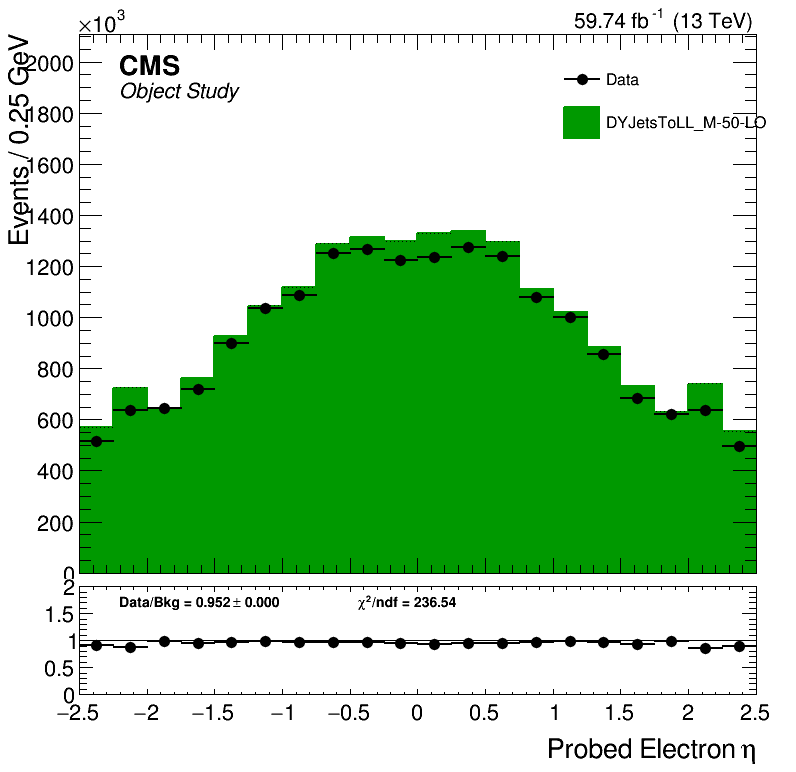 ×10³
59.74 fb⁻¹ (13 TeV)
Events / 0.25 GeV
CMS
Object Study
Data
DYJetsToLL_M-50-LO
2000
1800
1600
1400
1200
1000
800
600
400
200
0
2
1.5
1
0.5
0
Data/Bkg = 0.952 ± 0.000
χ²/ndf = 236.54
−2.5 −2 −1.5 −1 −0.5 0 0.5 1 1.5 2 2.5
Probed Electron η